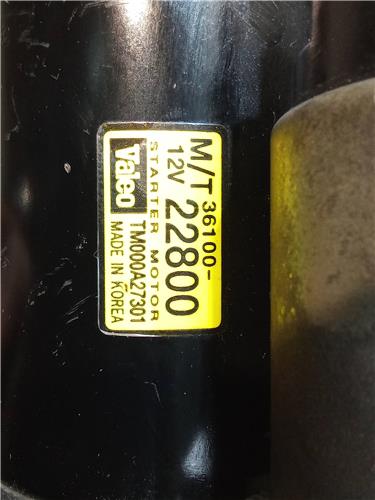 M/T 36100-
12V 22800
STARTER MOTOR
Valeo TM000A27301
MADE IN KOREA